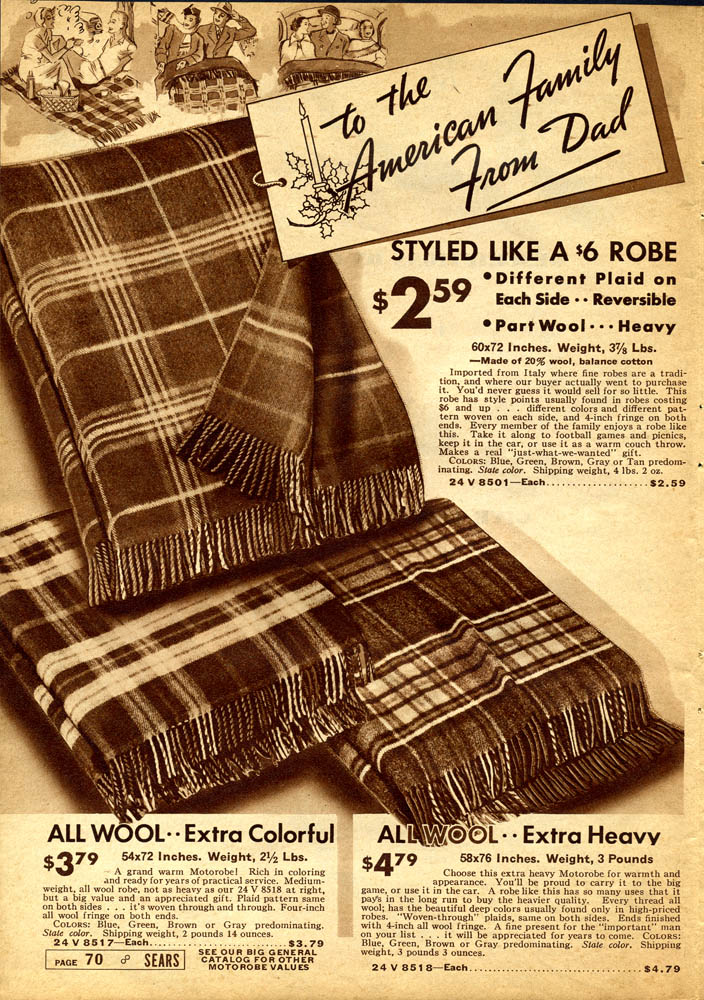 to the
American Family
From Dad
STYLED LIKE A $6 ROBE
$2 59
• Different Plaid on
Each Side ·· Reversible
• Part Wool ··· Heavy
60x72 Inches. Weight, 3⅞ Lbs.
—Made of 20% wool, balance cotton
Imported from Italy where fine robes are a tradi-
tion, and where our buyer actually went to purchase
it. You'd never guess it would sell for so little. This
robe has style points usually found in robes costing
$6 and up . . . different colors and different pat-
tern woven on each side, and 4-inch fringe on both
ends. Every member of the family enjoys a robe like
this. Take it along to football games and picnics,
keep it in the car, or use it as a warm couch throw.
Makes a real "just-what-we-wanted" gift.
COLORS: Blue, Green, Brown, Gray or Tan predom-
inating. State color. Shipping weight, 4 lbs. 2 oz.
24 V 8501—Each....................$2.59
ALL WOOL·· Extra Colorful
$3 79
54x72 Inches. Weight, 2½ Lbs.
A grand warm Motorobe! Rich in coloring
and ready for years of practical service. Medium-
weight, all wool robe, not as heavy as our 24 V 8518 at right,
but a big value and an appreciated gift. Plaid pattern same
on both sides . . . it's woven through and through. Four-inch
all wool fringe on both ends.
COLORS: Blue, Green, Brown or Gray predominating.
State color. Shipping weight, 2 pounds 14 ounces.
24 V 8517—Each..........................$3.79
PAGE 70 SEARS
SEE OUR BIG GENERAL
CATALOG FOR OTHER
MOTOROBE VALUES
ALL WOOL·· Extra Heavy
$4 79
58x76 Inches. Weight, 3 Pounds
Choose this extra heavy Motorobe for warmth and
appearance. You'll be proud to carry it to the big
game, or use it in the car. A robe like this has so many uses that it
pays in the long run to buy the heavier quality. Every thread all
wool; has the beautiful deep colors usually found only in high-priced
robes. "Woven-through" plaids, same on both sides. Ends finished
with 4-inch all wool fringe. A fine present for the "important" man
on your list . . . it will be appreciated for years to come. COLORS:
Blue, Green, Brown or Gray predominating. State color. Shipping
weight, 3 pounds 3 ounces.
24 V 8518—Each..................................$4.79